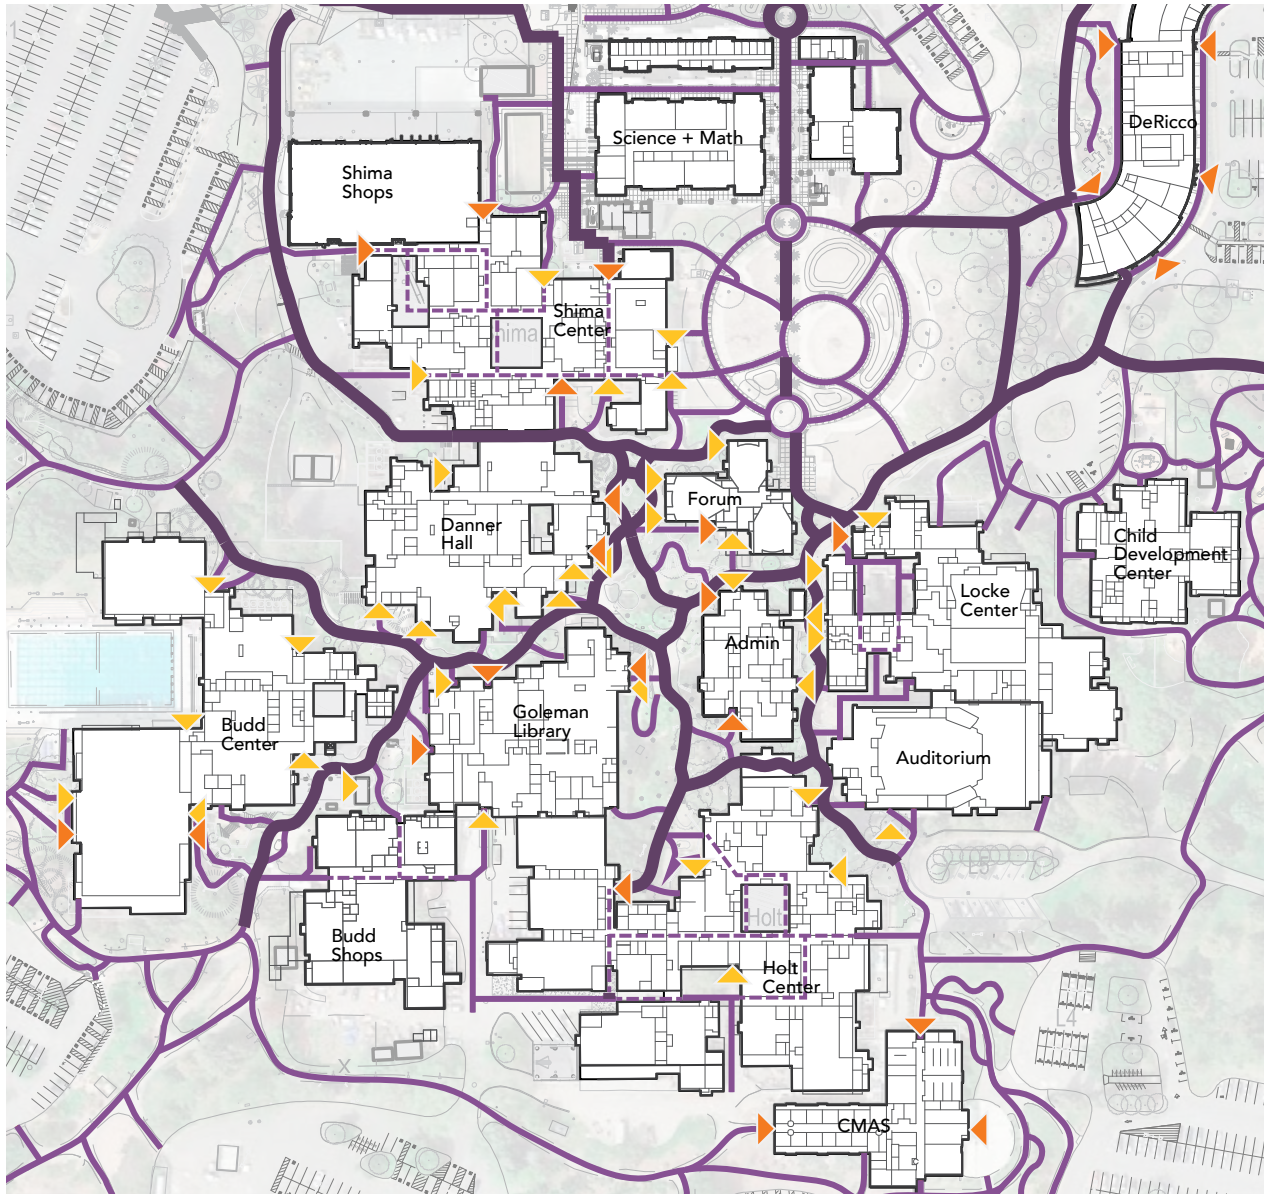 DeRicco
Science + Math
Shima
Shops
Shima
Center
Forum
Danner
Hall
Child
Development
Center
Locke
Center
Admin
Goleman
Library
Budd
Center
Auditorium
Holt
Budd
Shops
Holt
Center
CMAS